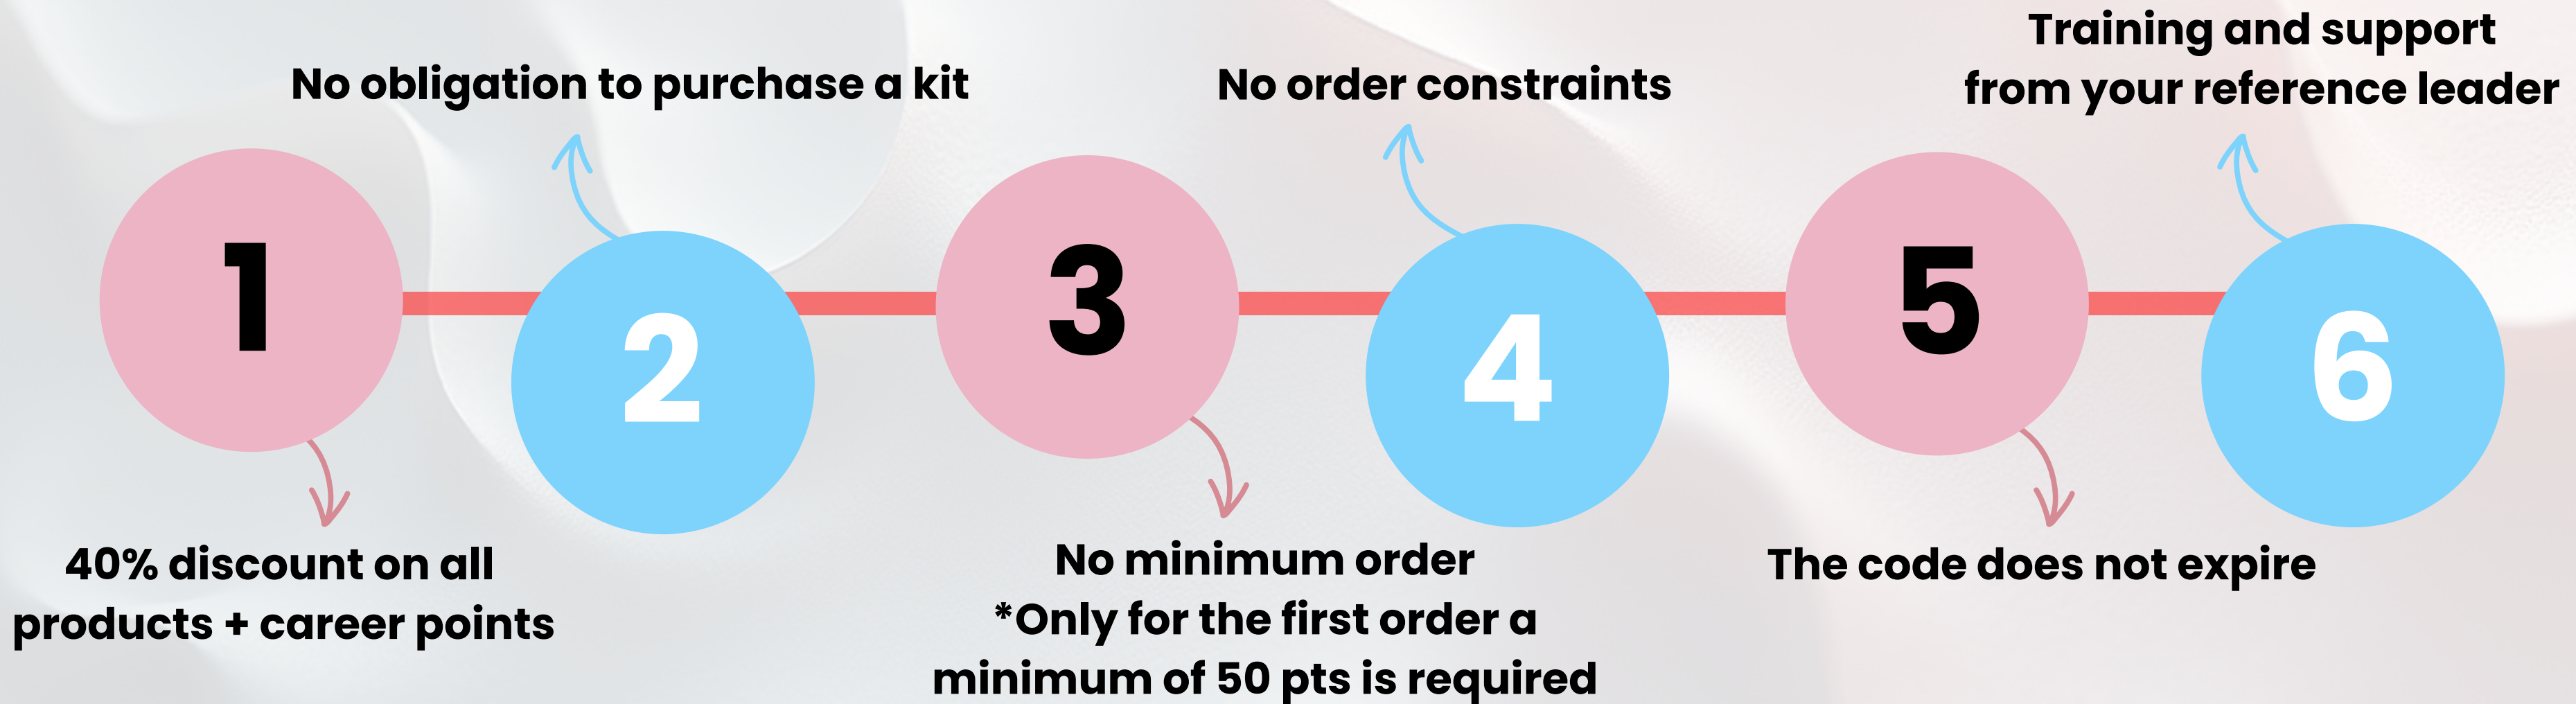 1
40% discount on all
products + career points
No obligation to purchase a kit
2
3
No minimum order
*Only for the first order a
minimum of 50 pts is required
No order constraints
4
5
The code does not expire
Training and support
from your reference leader
6